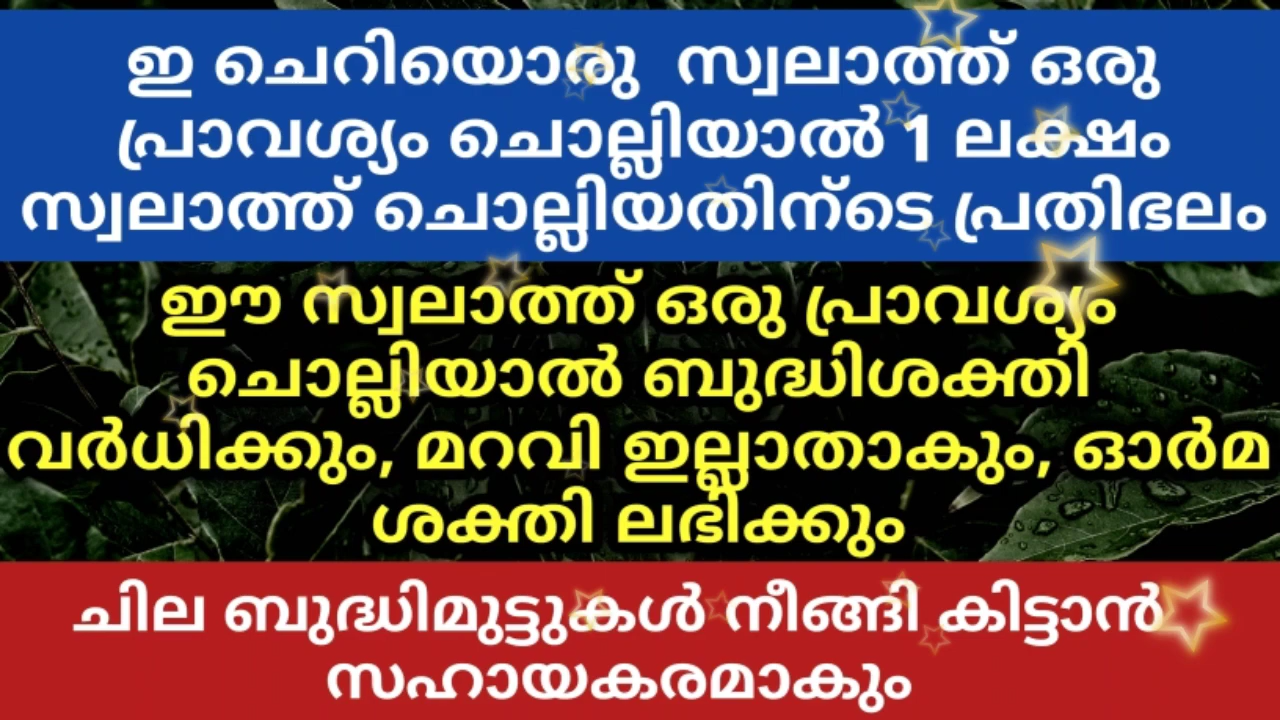 ഇ ചെറിയൊരു സ്വലാത്ത് ഒരു
പ്രാവശ്യം ചൊല്ലിയാൽ 1 ലക്ഷം
സ്വലാത്ത് ചൊല്ലിയതിന്ടെ പ്രതിഭലം
ഈ സ്വലാത്ത് ഒരു പ്രാവശ്യം
ചൊല്ലിയാൽ ബുദ്ധിശക്തി
വർധിക്കും, മറവി ഇല്ലാതാകും, ഓർമ
ശക്തി ലഭിക്കും
ചില ബുദ്ധിമുട്ടുകൾ നീങ്ങി കിട്ടാൻ
സഹായകരമാകും